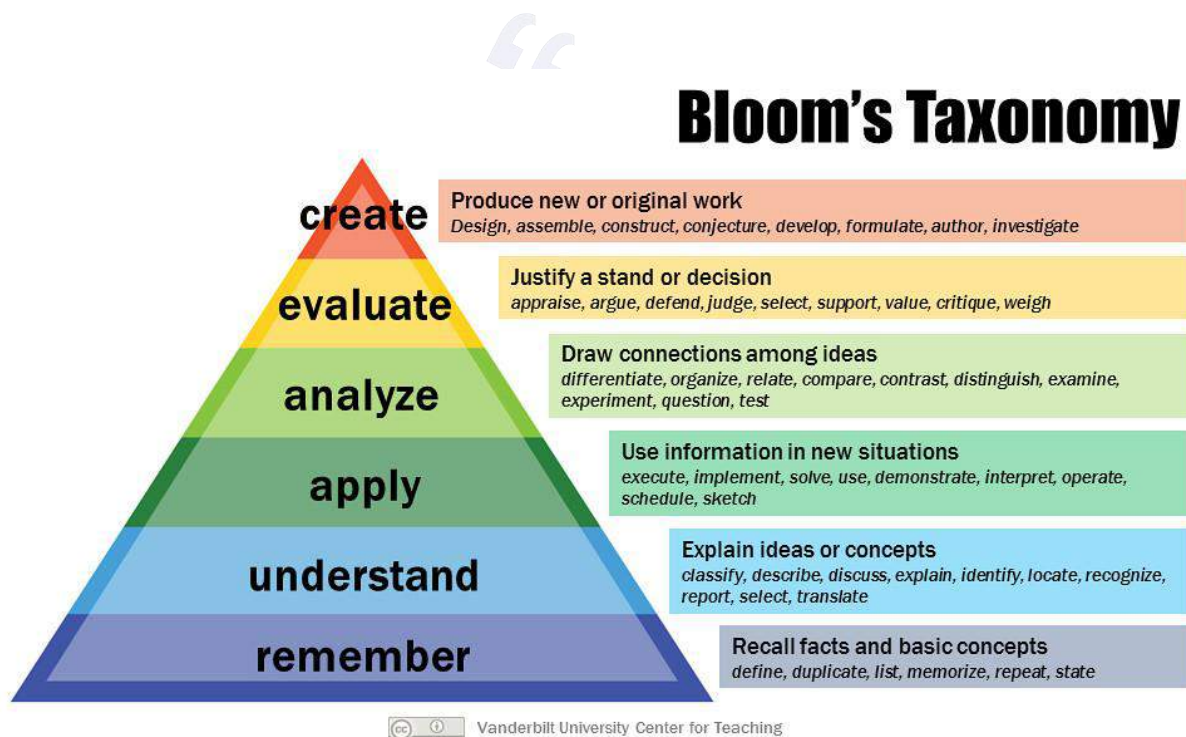 Bloom's Taxonomy
create
Produce new or original work
Design, assemble, construct, conjecture, develop, formulate, author, investigate
evaluate
Justify a stand or decision
appraise, argue, defend, judge, select, support, value, critique, weigh
analyze
Draw connections among ideas
differentiate, organize, relate, compare, contrast, distinguish, examine,
experiment, question, test
apply
Use information in new situations
execute, implement, solve, use, demonstrate, interpret, operate,
schedule, sketch
understand
Explain ideas or concepts
classify, describe, discuss, explain, identify, locate, recognize,
report, select, translate
remember
Recall facts and basic concepts
define, duplicate, list, memorize, repeat, state
cc Vanderbilt University Center for Teaching